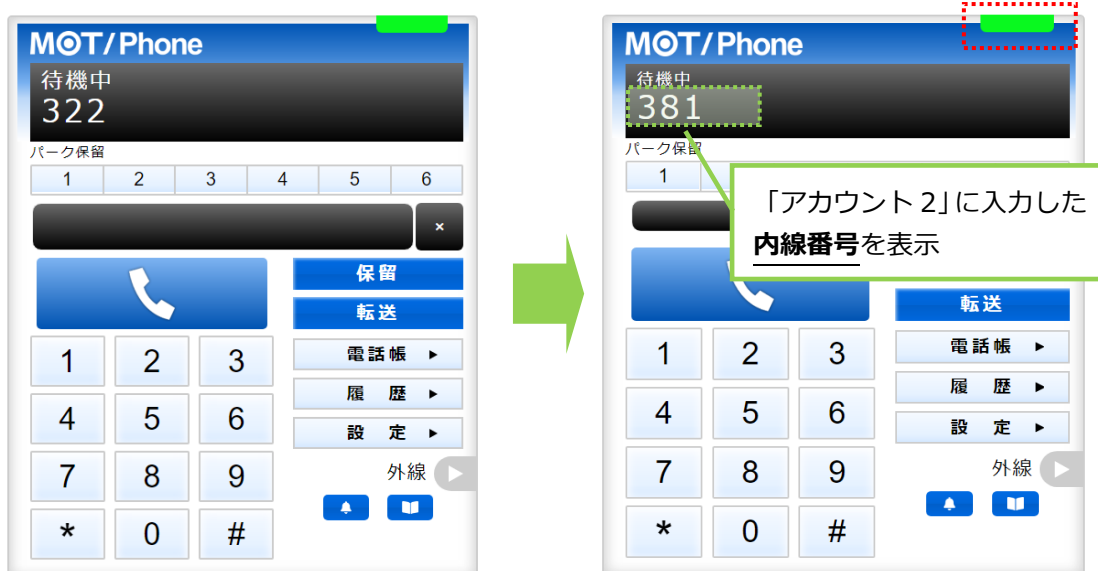 MOT/Phone
待機中
322
パーク保留
1 2 3 4 5 6
×
保留
転送
1 2 3
電話帳 ►
4 5 6
履 歴 ►
設 定 ►
7 8 9
外線
* 0 #
MOT/Phone
待機中
381
パーク保留
1
「アカウント2」に入力した
内線番号を表示
転送
1 2 3
電話帳 ►
履 歴 ►
4 5 6
設 定 ►
7 8 9
外線
* 0 #